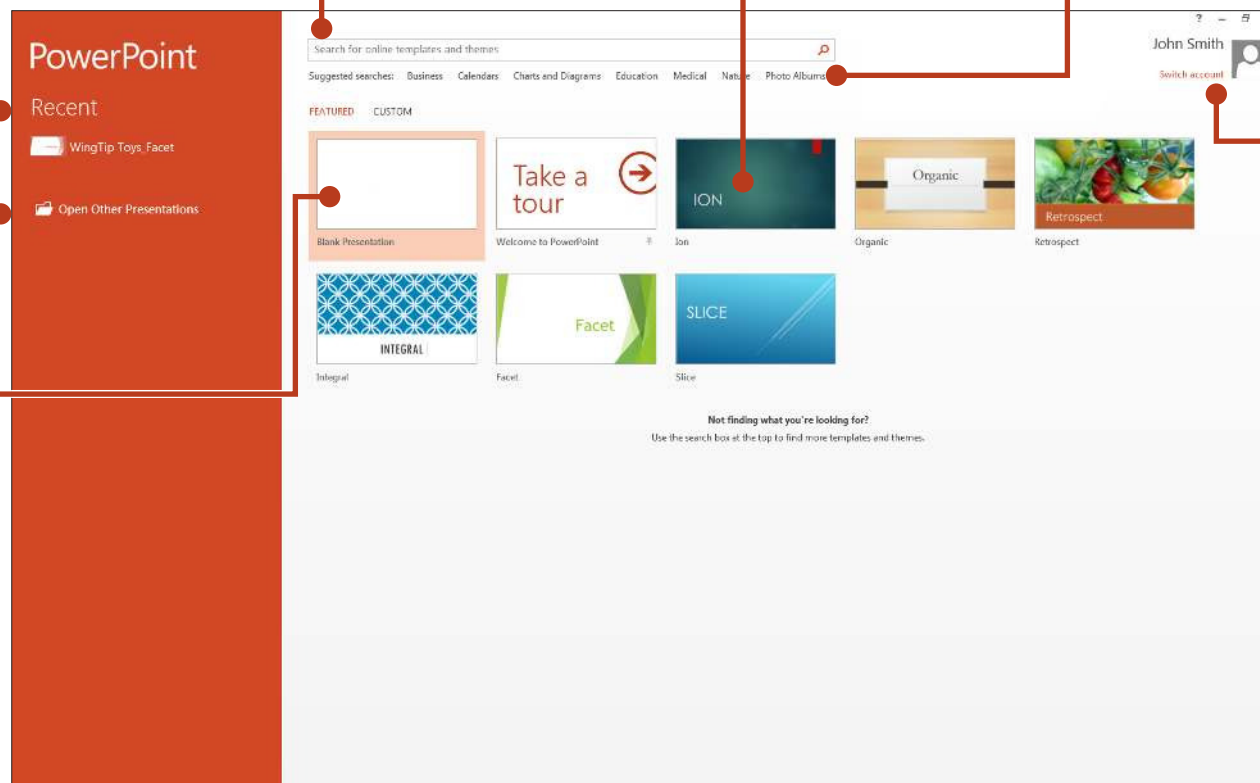 PowerPoint
Recent
WingTip Toys_Facet
Open Other Presentations
? –
John Smith
Switch account
Search for online templates and themes
Suggested searches: Business Calendars Charts and Diagrams Education Medical Nature Photo Albums
FEATURED CUSTOM
Take a
tour
ION
Organic
Retrospect
Blank Presentation Welcome to PowerPoint Ion Organic Retrospect
INTEGRAL
Facet
SLICE
Integral Facet Slice
Not finding what you're looking for?
Use the search box at the top to find more templates and themes.